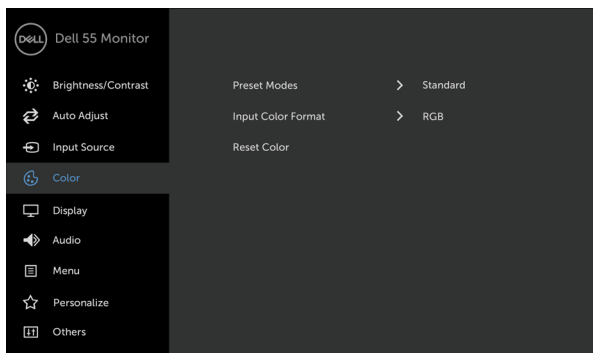 DELL Dell 55 Monitor
Brightness/Contrast
Auto Adjust
Input Source
Color
Display
Audio
Menu
Personalize
Others
Preset Modes > Standard
Input Color Format > RGB
Reset Color